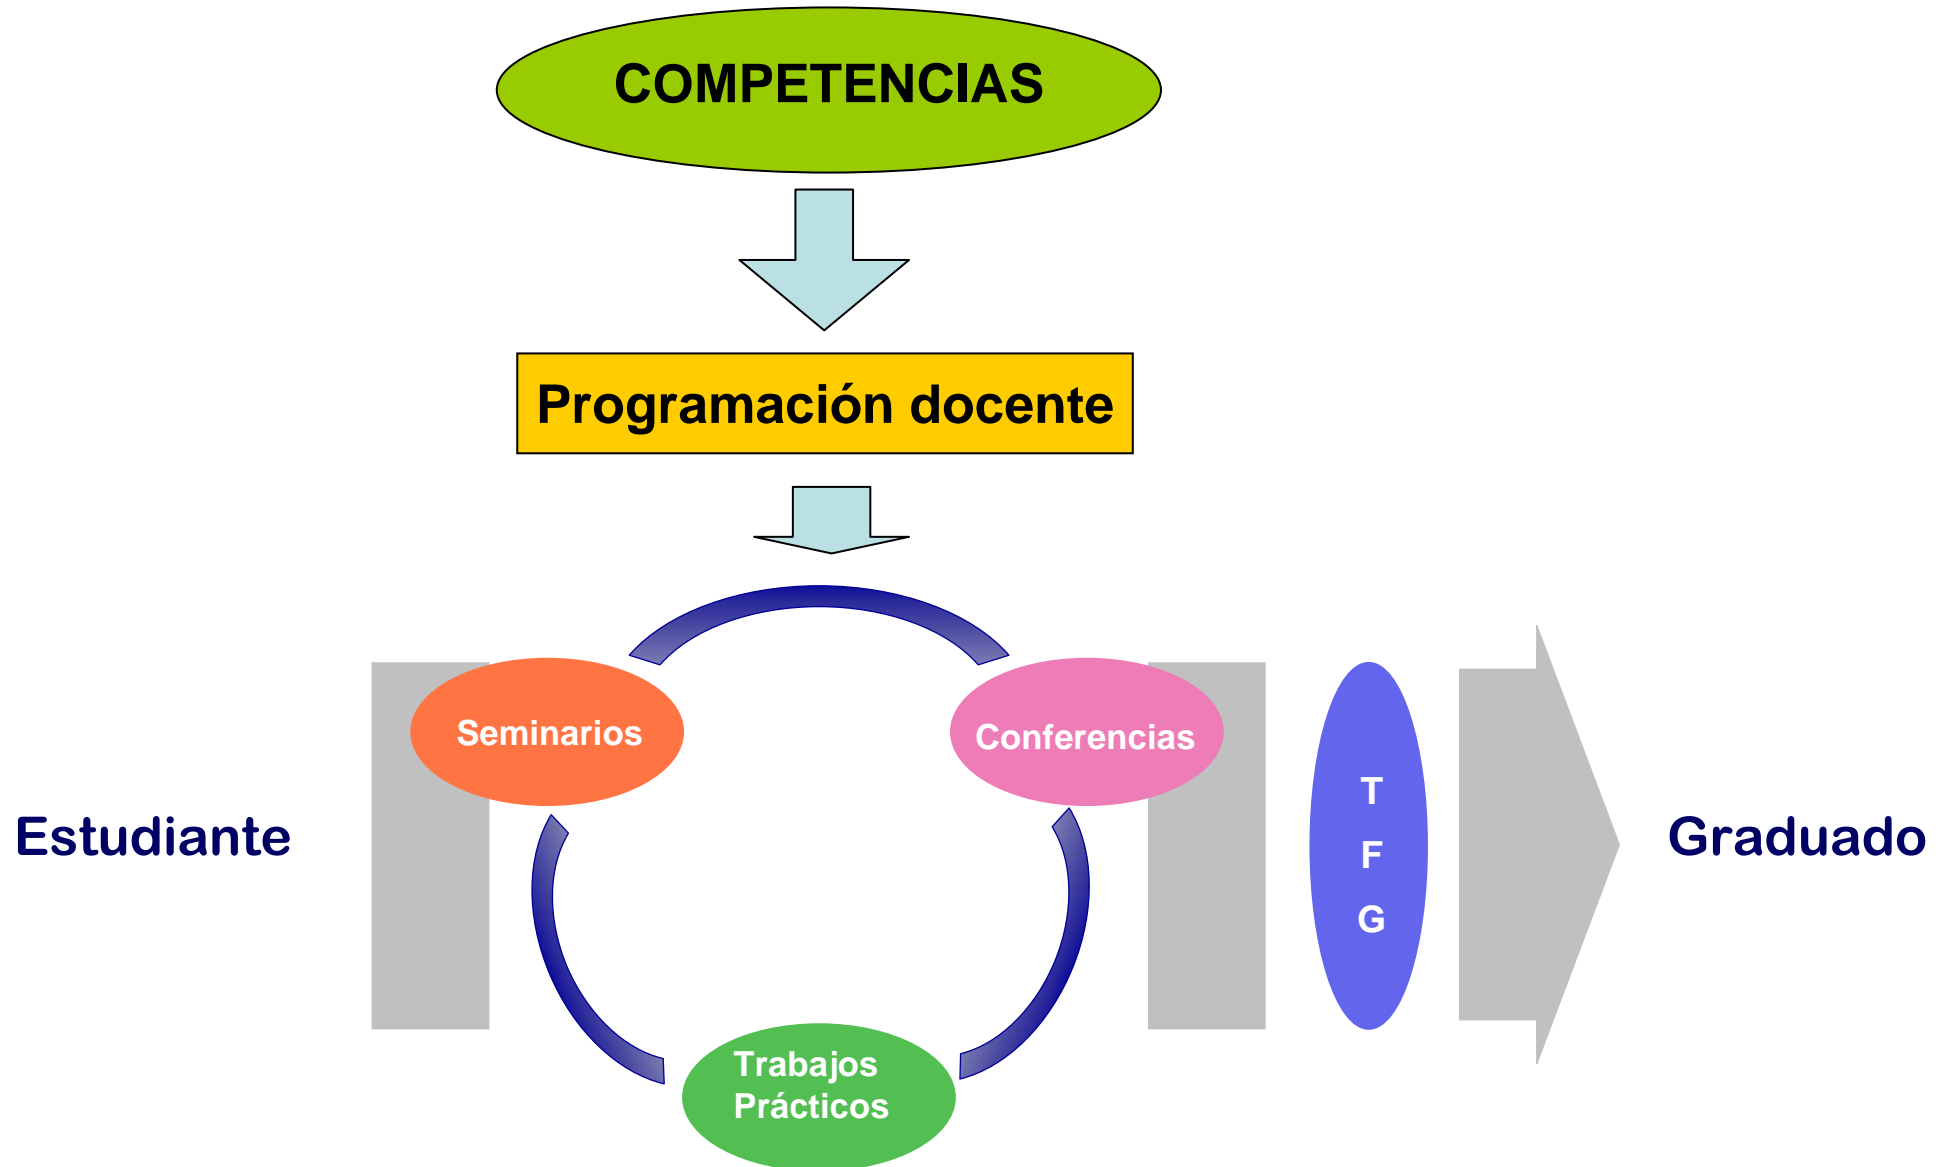 COMPETENCIAS
Programación docente
Seminarios
Conferencias
Estudiante
T
F
G
Graduado
Trabajos
Prácticos